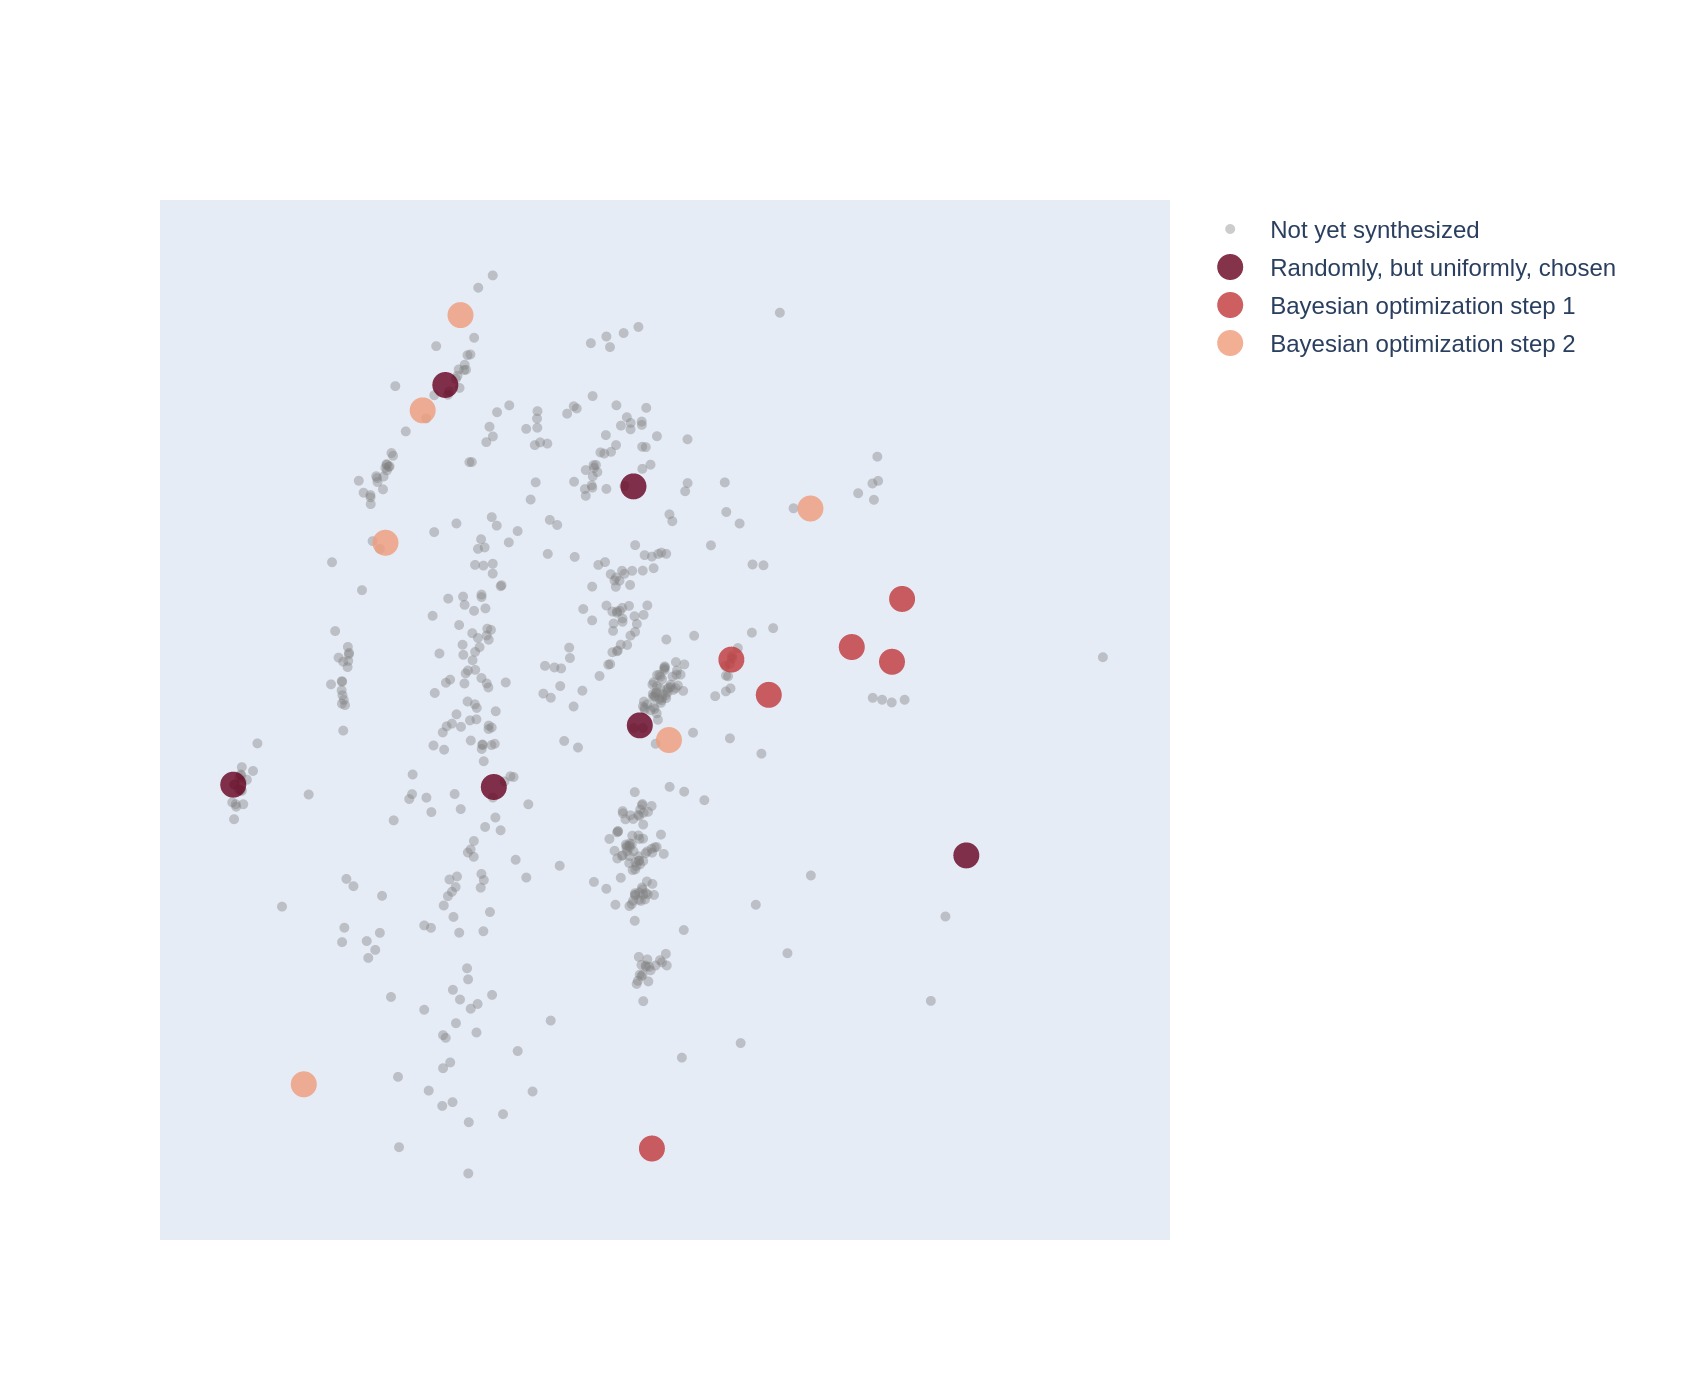 Not yet synthesized
Randomly, but uniformly, chosen
Bayesian optimization step 1
Bayesian optimization step 2